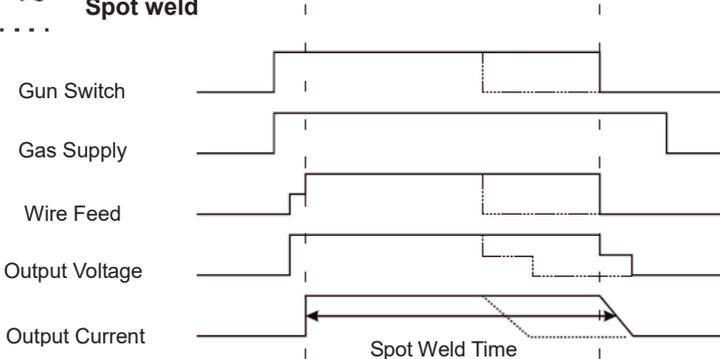 Spot weld
Gun Switch
Gas Supply
Wire Feed
Output Voltage
Output Current
Spot Weld Time